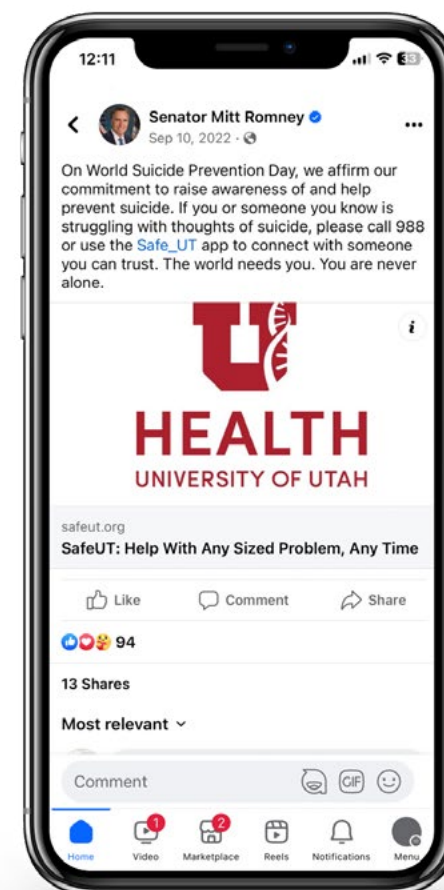 12:11
33
Senator Mitt Romney
Sep 10, 2022 ·
On World Suicide Prevention Day, we affirm our
commitment to raise awareness of and help
prevent suicide. If you or someone you know is
struggling with thoughts of suicide, please call 988
or use the Safe_UT app to connect with someone
you can trust. The world needs you. You are never
alone.
U
i
HEALTH
UNIVERSITY OF UTAH
safeut.org
SafeUT: Help With Any Sized Problem, Any Time
Like Comment Share
94
13 Shares
Most relevant
Comment GIF
1 2
Home Video Marketplace Reels Notifications Menu